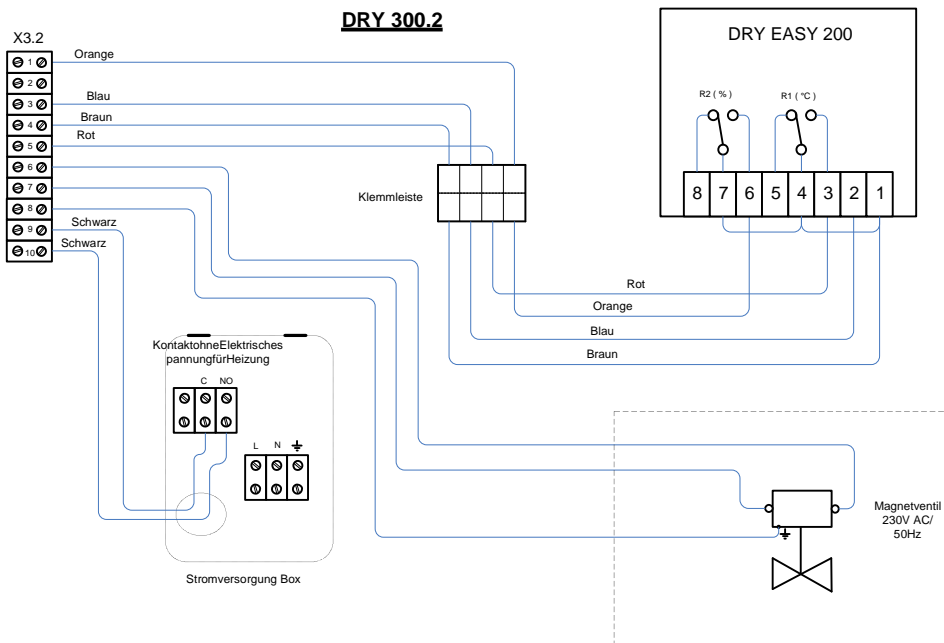 DRY 300.2
X3.2
1
2
3
4
5
6
7
8
9
10
Orange
Blau
Braun
Rot
Schwarz
Schwarz
Klemmleiste
DRY EASY 200
R2 ( % )
R1 ( °C )
8 7 6 5 4 3 2 1
Rot
Orange
Blau
Braun
KontaktohneElektrisches
pannungfürHeizung
C NO
L N
Stromversorgung Box
Magnetventil
230V AC/
50Hz